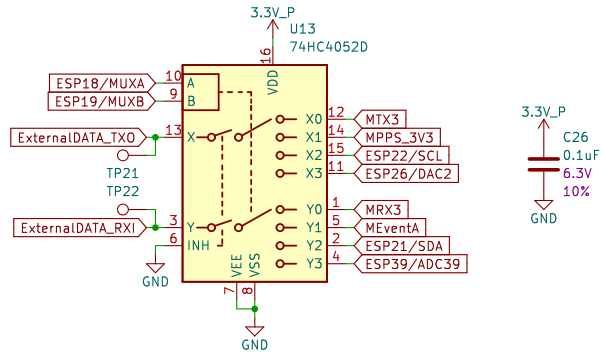 3.3V_P
U13
74HC4052D
16
VDD
ESP18/MUXA 10 A
ESP19/MUXB 9 B
ExternalDATA_TXO 13 X
TP21
TP22
ExternalDATA_RXI 3 Y
6 INH
GND
X0 12 MTX3
X1 14 MPPS_3V3
X2 15 ESP22/SCL
X3 11 ESP26/DAC2
Y0 1 MRX3
Y1 5 MEventA
Y2 2 ESP21/SDA
Y3 4 ESP39/ADC39
VEE VSS
7 8
GND
3.3V_P
C26
0.1uF
6.3V
10%
GND